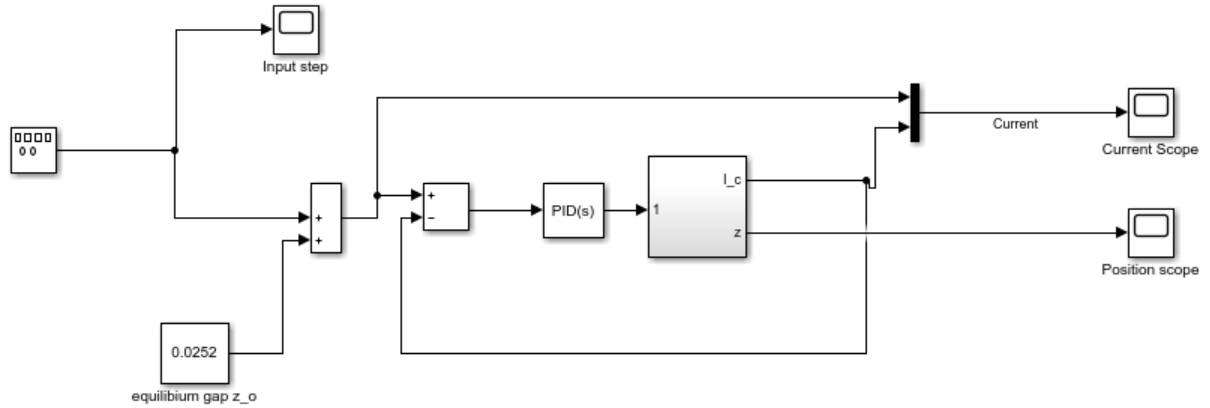 Input step
0 0
+
+
0.0252
equilibium gap z_o
+
−
PID(s)
1
I_c
z
Current
Current Scope
Position scope